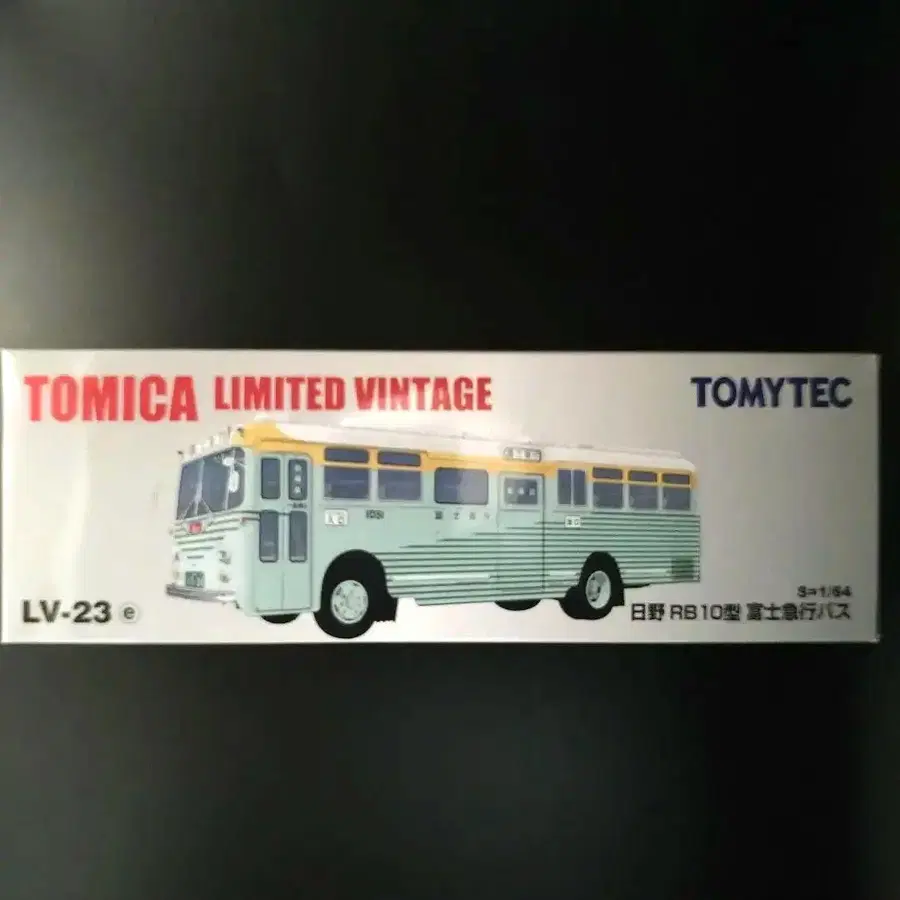 TOMICA LIMITED VINTAGE
TOMYTEC
LV-23 e
S=1/64
日野 RB10型 富士急行バス